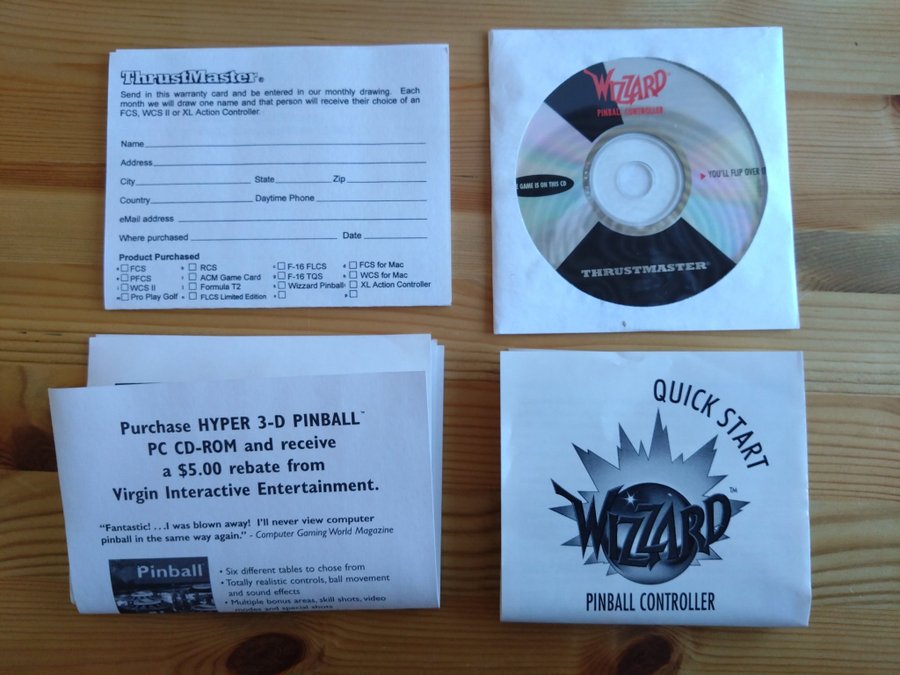 ThrustMaster®
Send in this warranty card and be entered in our monthly drawing. Each
month we will draw one name and that person will receive their choice of an
FCS, WCS II or XL Action Controller.
Name
Address
City State Zip
Country Daytime Phone
eMail address
Where purchased Date
Product Purchased
FCS RCS F-16 FLCS FCS for Mac
PFCS ACM Game Card F-16 TQS WCS for Mac
WCS II Formula T2 Wizzard Pinball XL Action Controller
Pro Play Golf FLCS Limited Edition
WIZZARD™
PINBALL CONTROLLER
GAME IS ON THIS CD
YOU'LL FLIP OVER
THRUSTMASTER®
Purchase HYPER 3-D PINBALL™
PC CD-ROM and receive
a $5.00 rebate from
Virgin Interactive Entertainment.
"Fantastic! . . .I was blown away! I'll never view computer
pinball in the same way again." - Computer Gaming World Magazine
Pinball
• Six different tables to chose from
• Totally realistic controls, ball movement
and sound effects
• Multiple bonus areas, skill shots, video
modes and special shots
QUICK START
WIZZARD™
PINBALL CONTROLLER